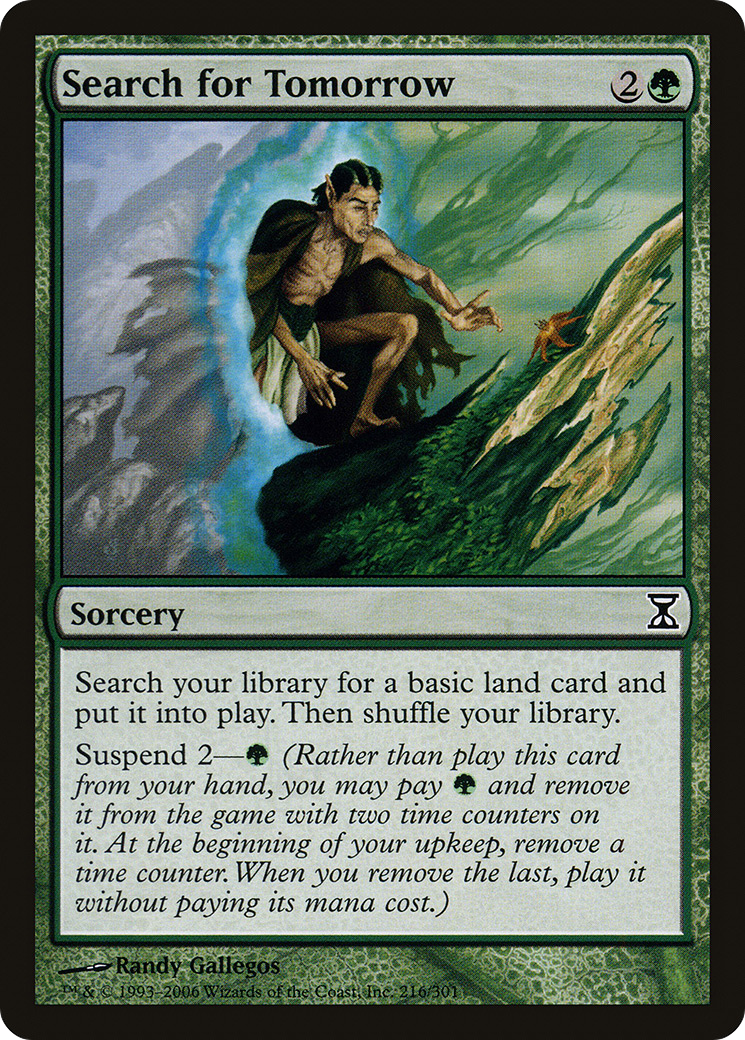 Search for Tomorrow 2
Sorcery
Search your library for a basic land card and
put it into play. Then shuffle your library.
Suspend 2— (Rather than play this card
from your hand, you may pay and remove
it from the game with two time counters on
it. At the beginning of your upkeep, remove a
time counter. When you remove the last, play it
without paying its mana cost.)
Randy Gallegos
™ & © 1993–2006 Wizards of the Coast, Inc. 216/301